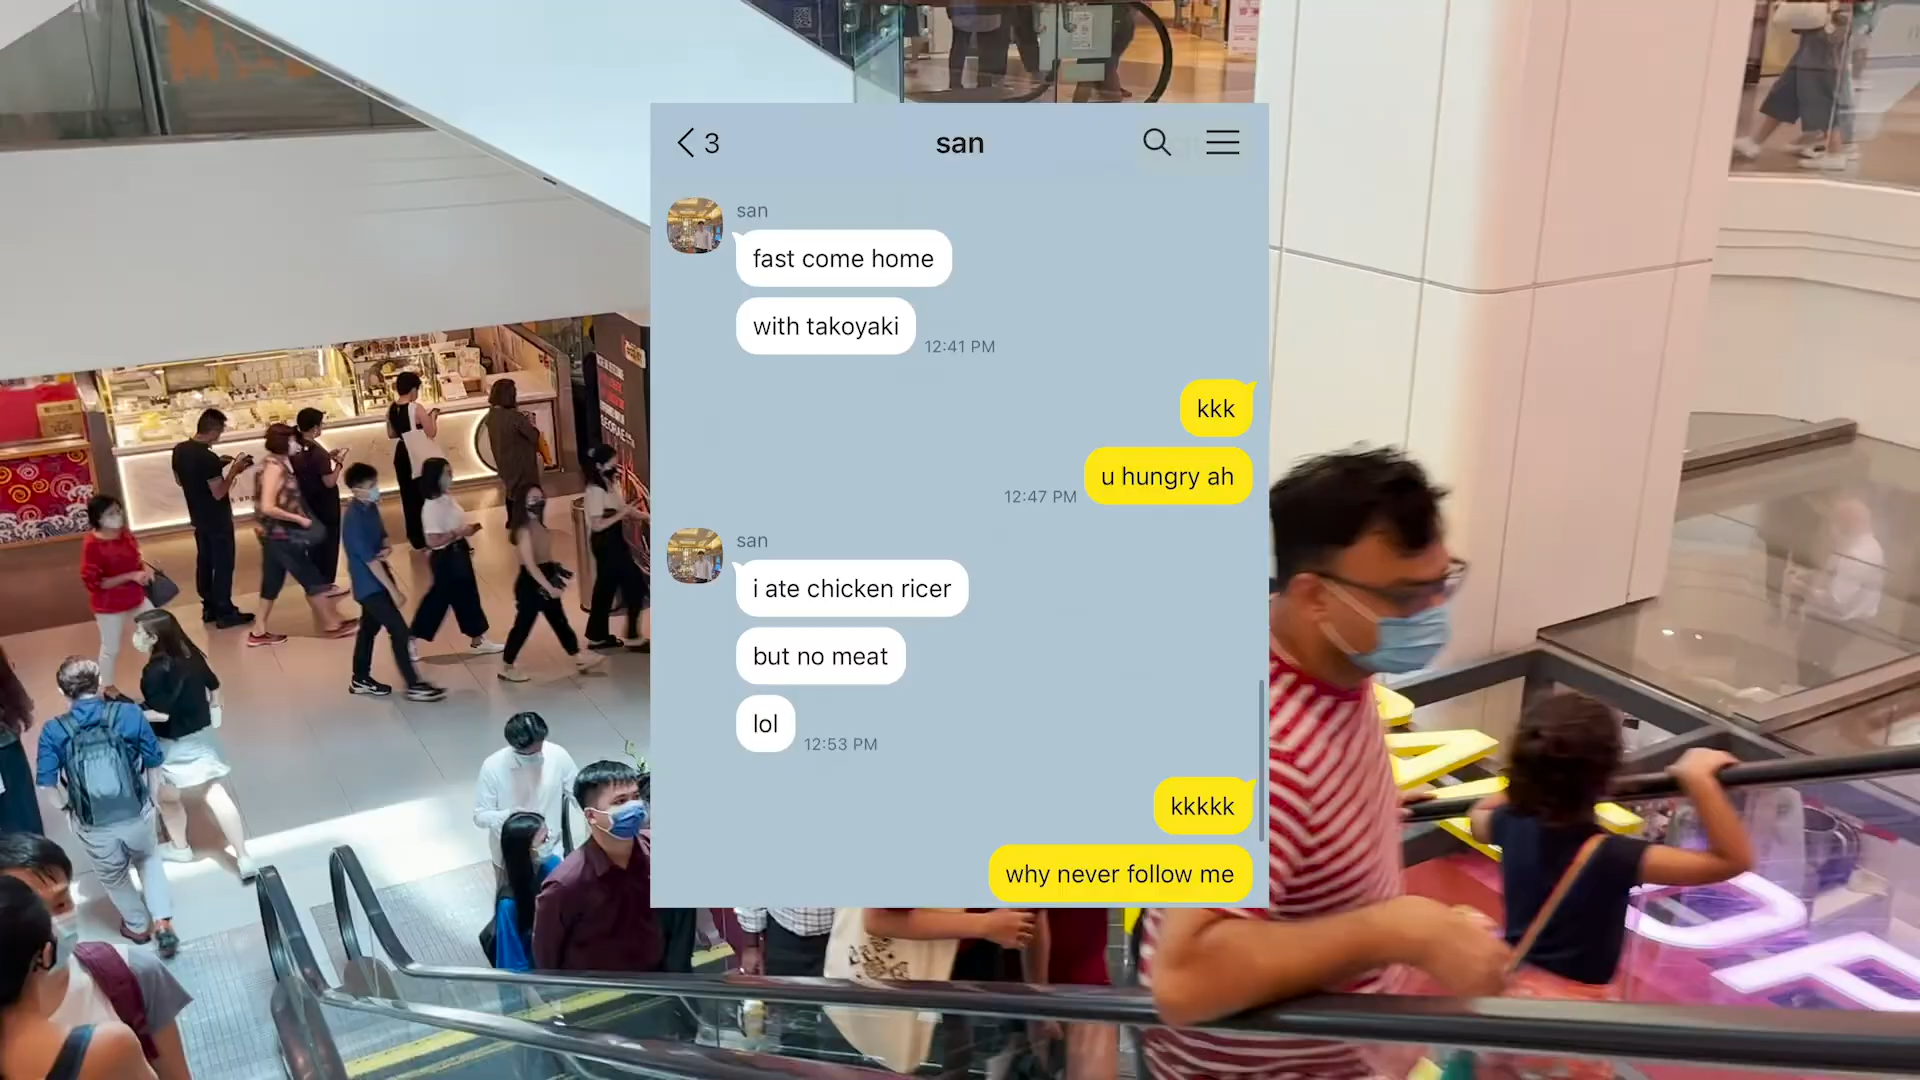 3
san
san
fast come home
with takoyaki
12:41 PM
kkk
u hungry ah
12:47 PM
san
i ate chicken ricer
but no meat
lol
12:53 PM
kkkkk
why never follow me